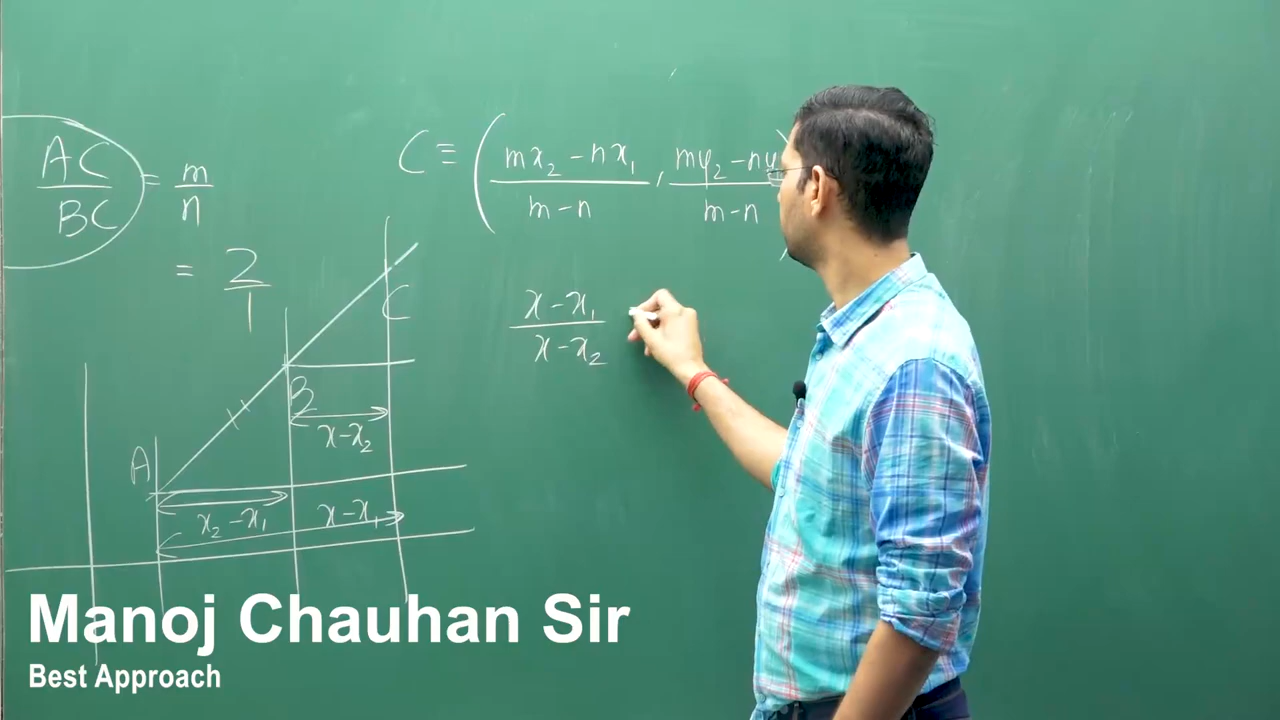 AC/BC = m/n
= 2/1
C ≡ ( (mx₂ - nx₁)/(m - n) , (my₂ - ny)/(m - n) )
(x - x₁)/(x - x₂)
C
B
x - x₂
A
x₂ - x₁
x - x₁
Manoj Chauhan Sir
Best Approach